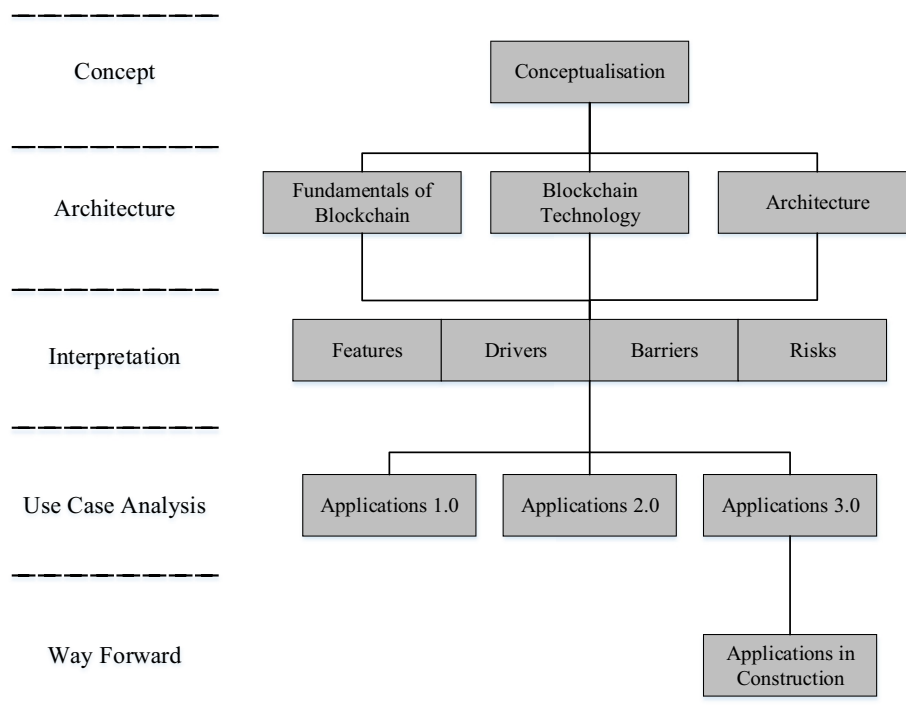 Concept
Conceptualisation
Architecture
Fundamentals of
Blockchain
Blockchain
Technology
Architecture
Interpretation
Features
Drivers
Barriers
Risks
Use Case Analysis
Applications 1.0
Applications 2.0
Applications 3.0
Way Forward
Applications in
Construction